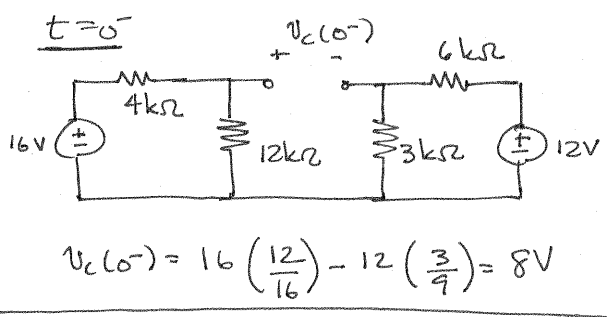 t=0⁻
v_c(0⁻)
+ -
6kΩ
4kΩ
16V + -
12kΩ
3kΩ
+ - 12V
v_c(0⁻) = 16 (12/16) - 12 (3/9) = 8V